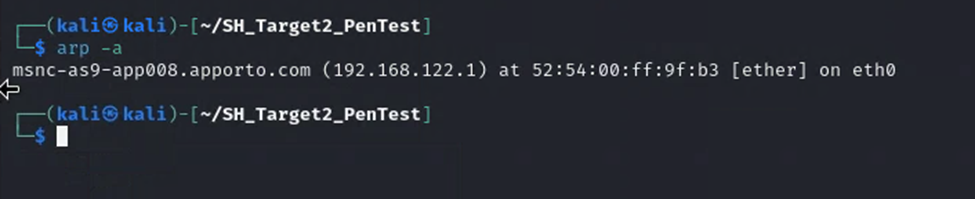 ┌──(kali㉿kali)-[~/SH_Target2_PenTest]
└─$ arp -a
msnc-as9-app008.apporto.com (192.168.122.1) at 52:54:00:ff:9f:b3 [ether] on eth0
┌──(kali㉿kali)-[~/SH_Target2_PenTest]
└─$